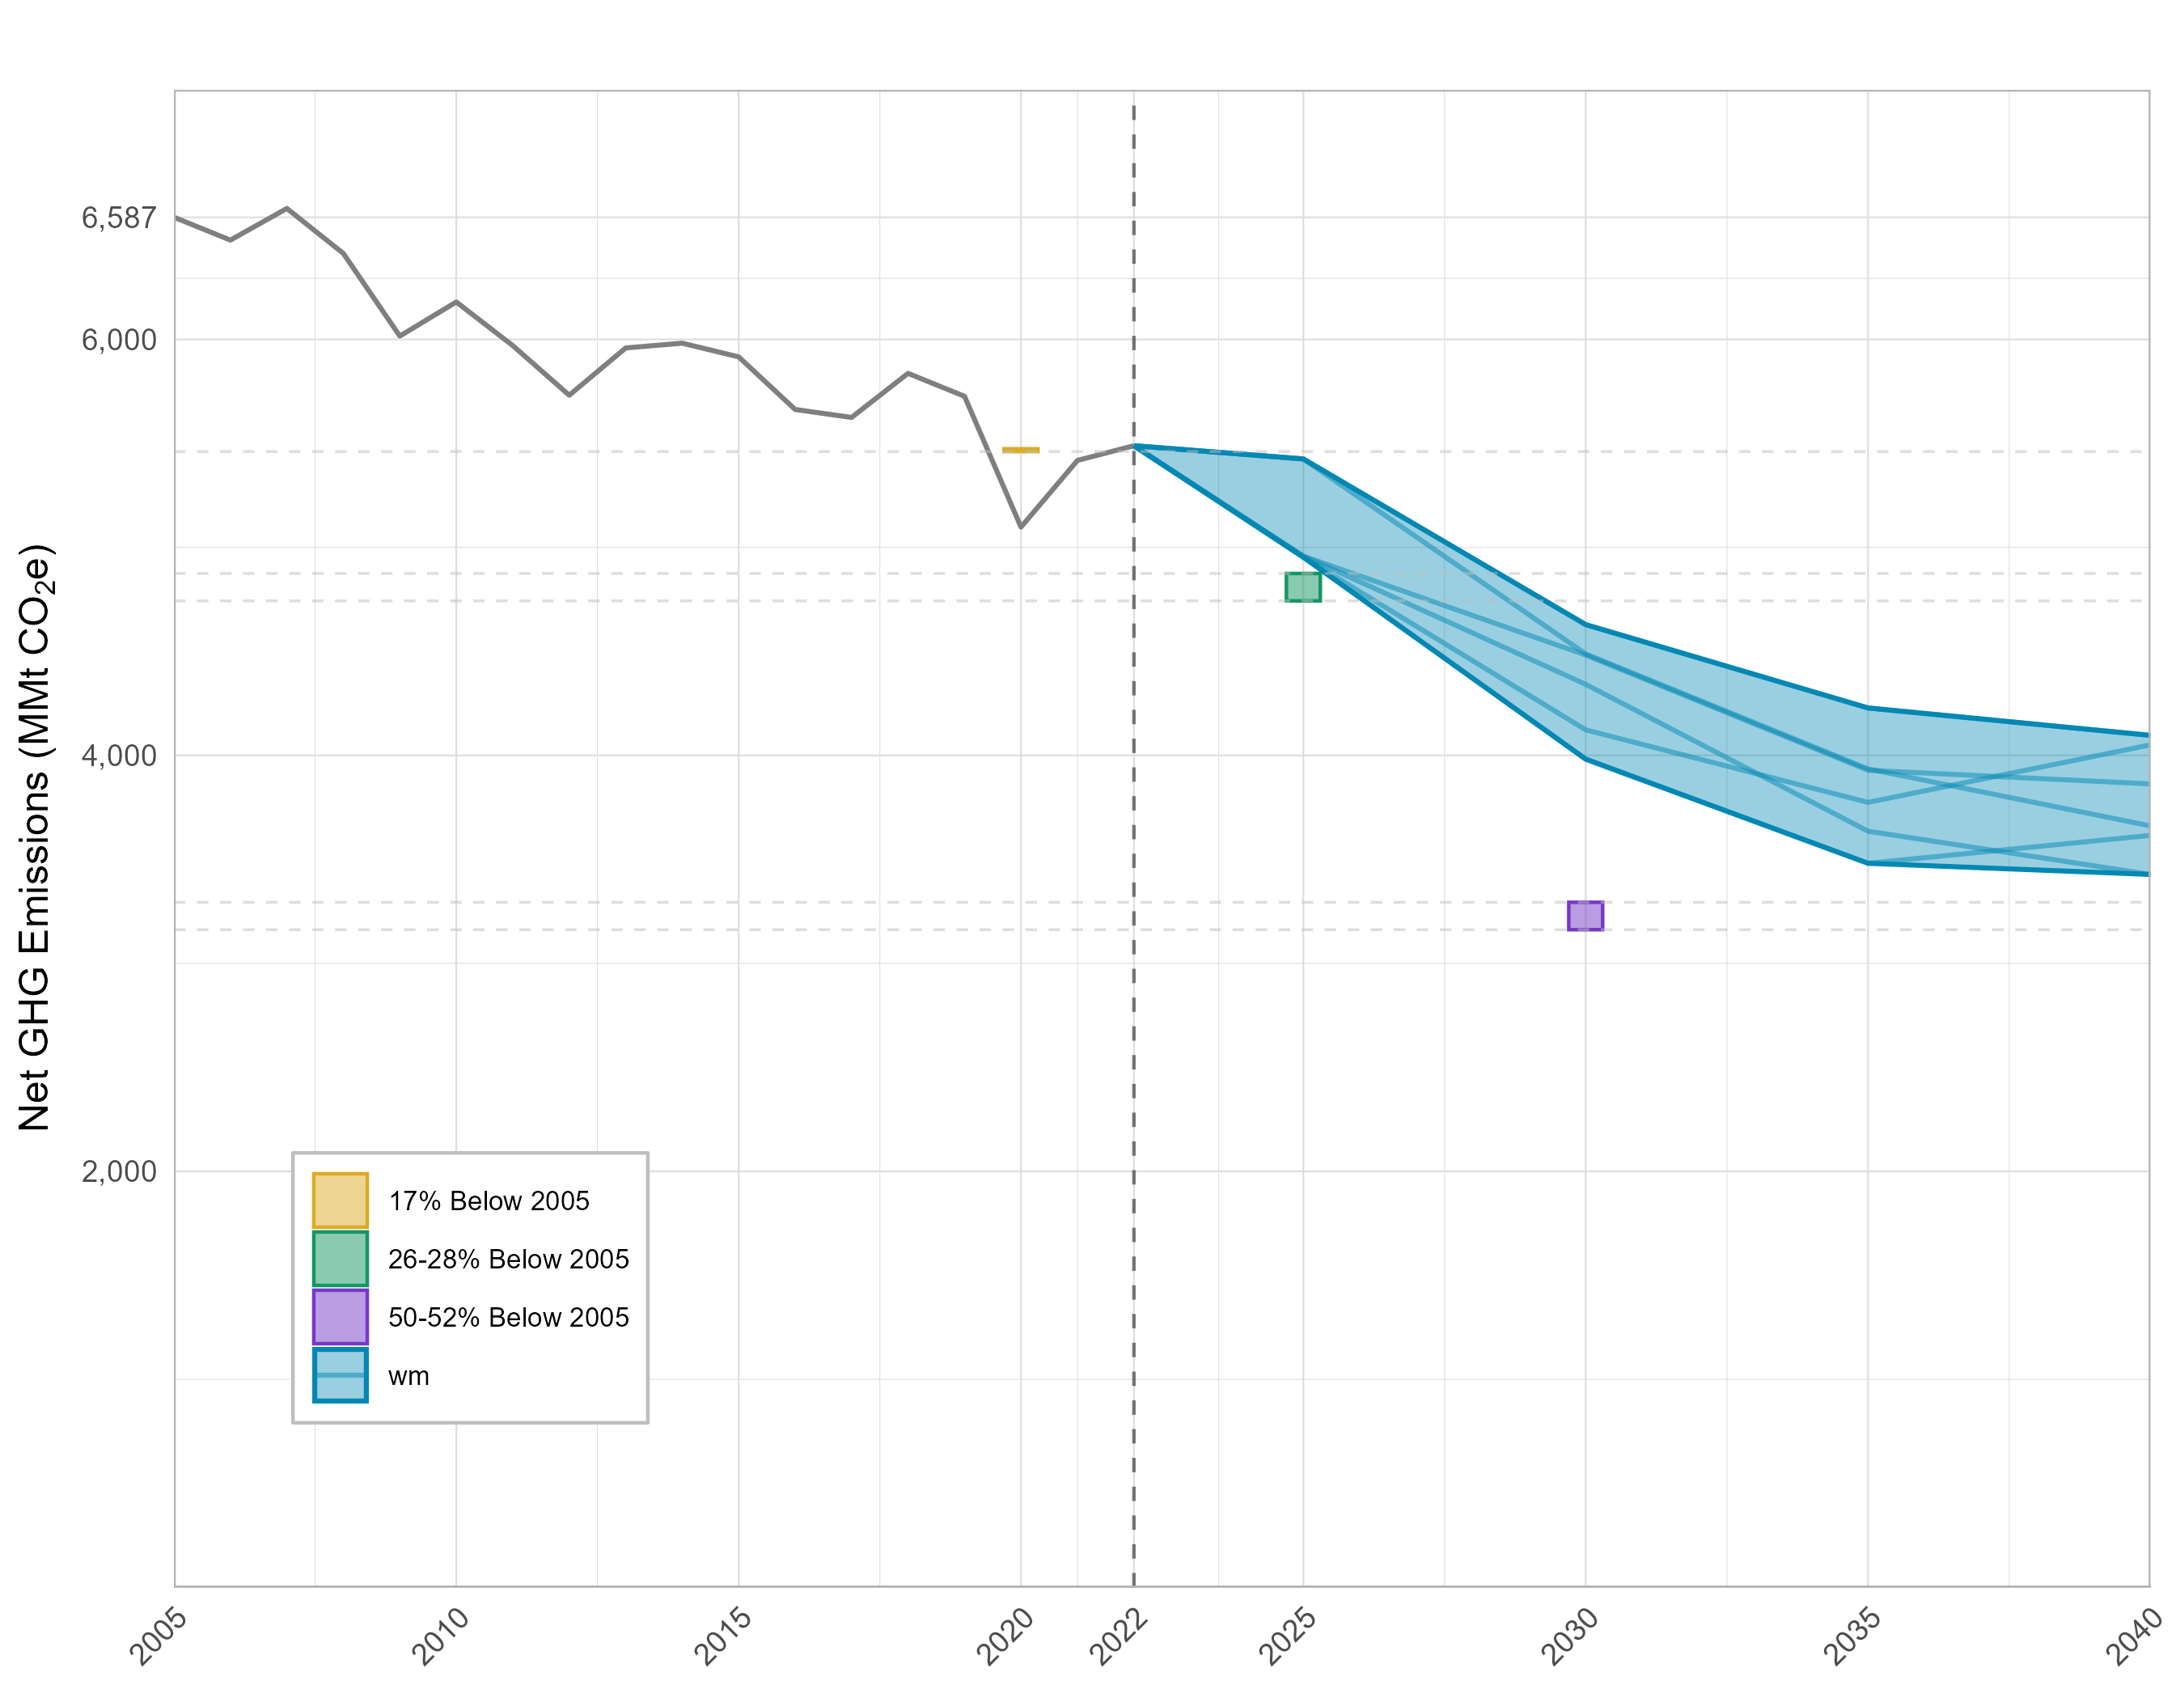 Net GHG Emissions (MMt CO₂e)
6,587
6,000
4,000
2,000
17% Below 2005
26-28% Below 2005
50-52% Below 2005
wm
2005
2010
2015
2020
2022
2025
2030
2035
2040